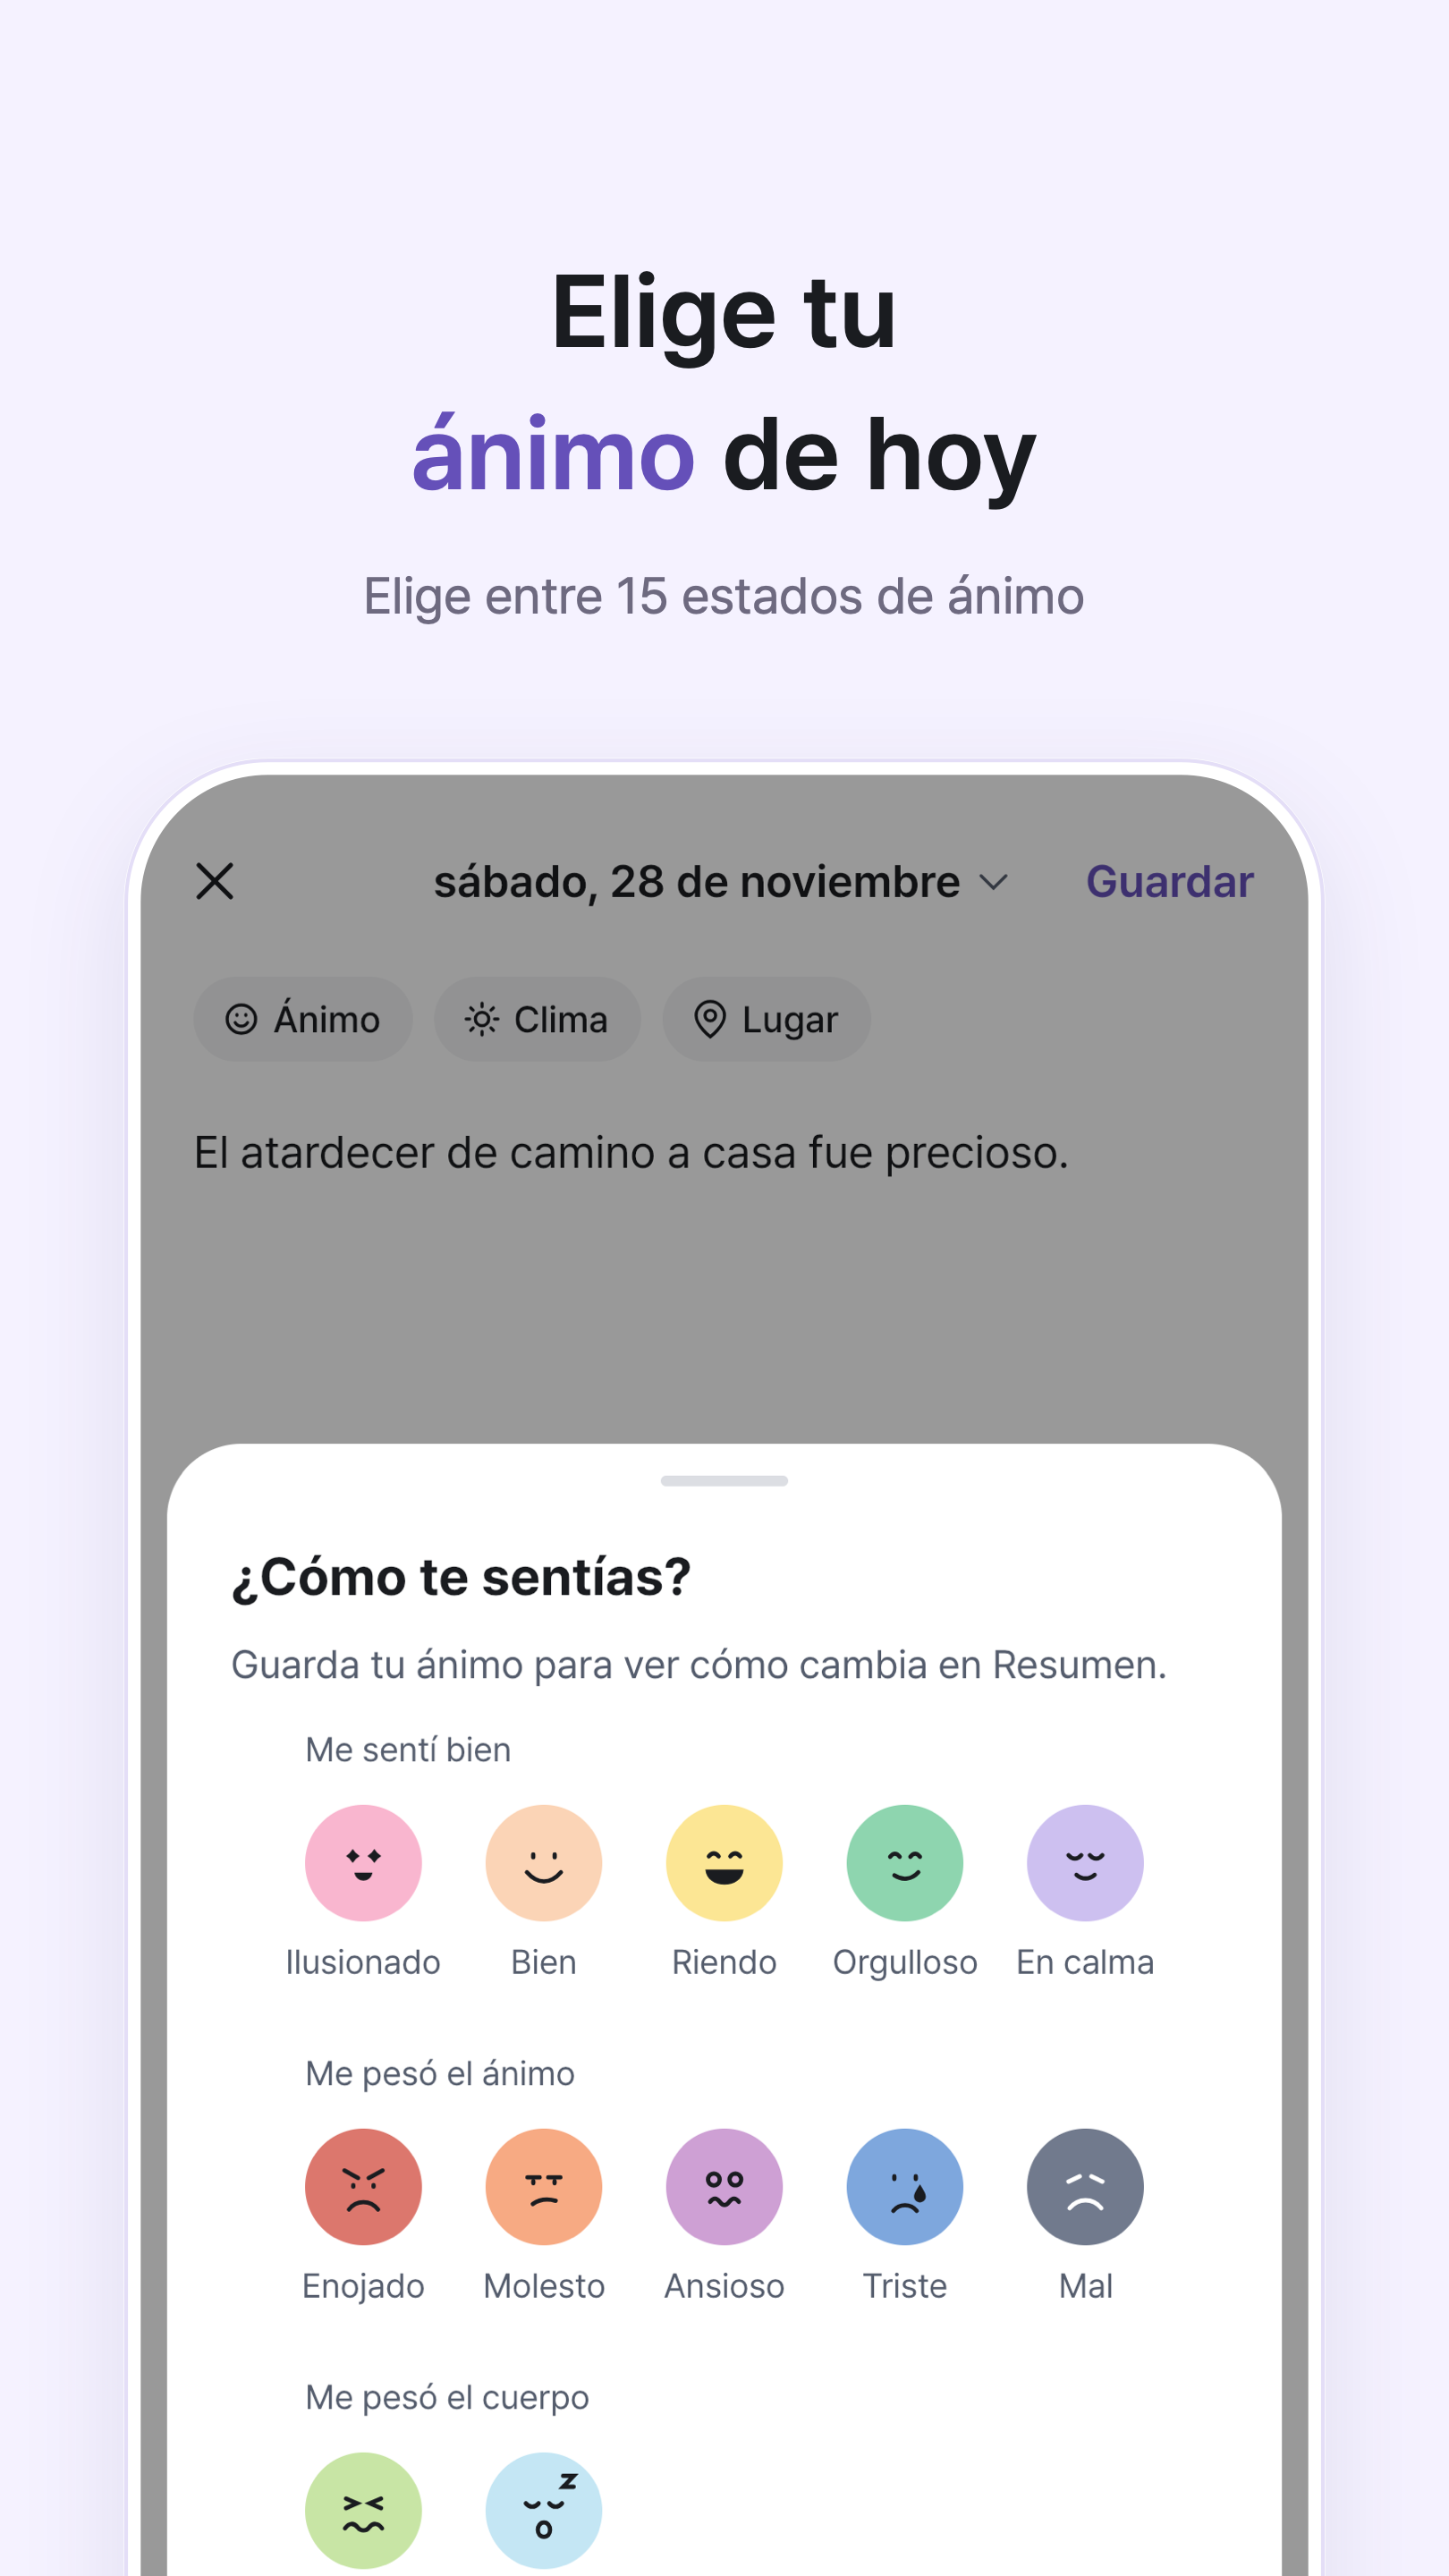 Elige tu
ánimo de hoy
Elige entre 15 estados de ánimo
sábado, 28 de noviembre
Guardar
Ánimo
Clima
Lugar
El atardecer de camino a casa fue precioso.
¿Cómo te sentías?
Guarda tu ánimo para ver cómo cambia en Resumen.
Me sentí bien
Ilusionado
Bien
Riendo
Orgulloso
En calma
Me pesó el ánimo
Enojado
Molesto
Ansioso
Triste
Mal
Me pesó el cuerpo
z